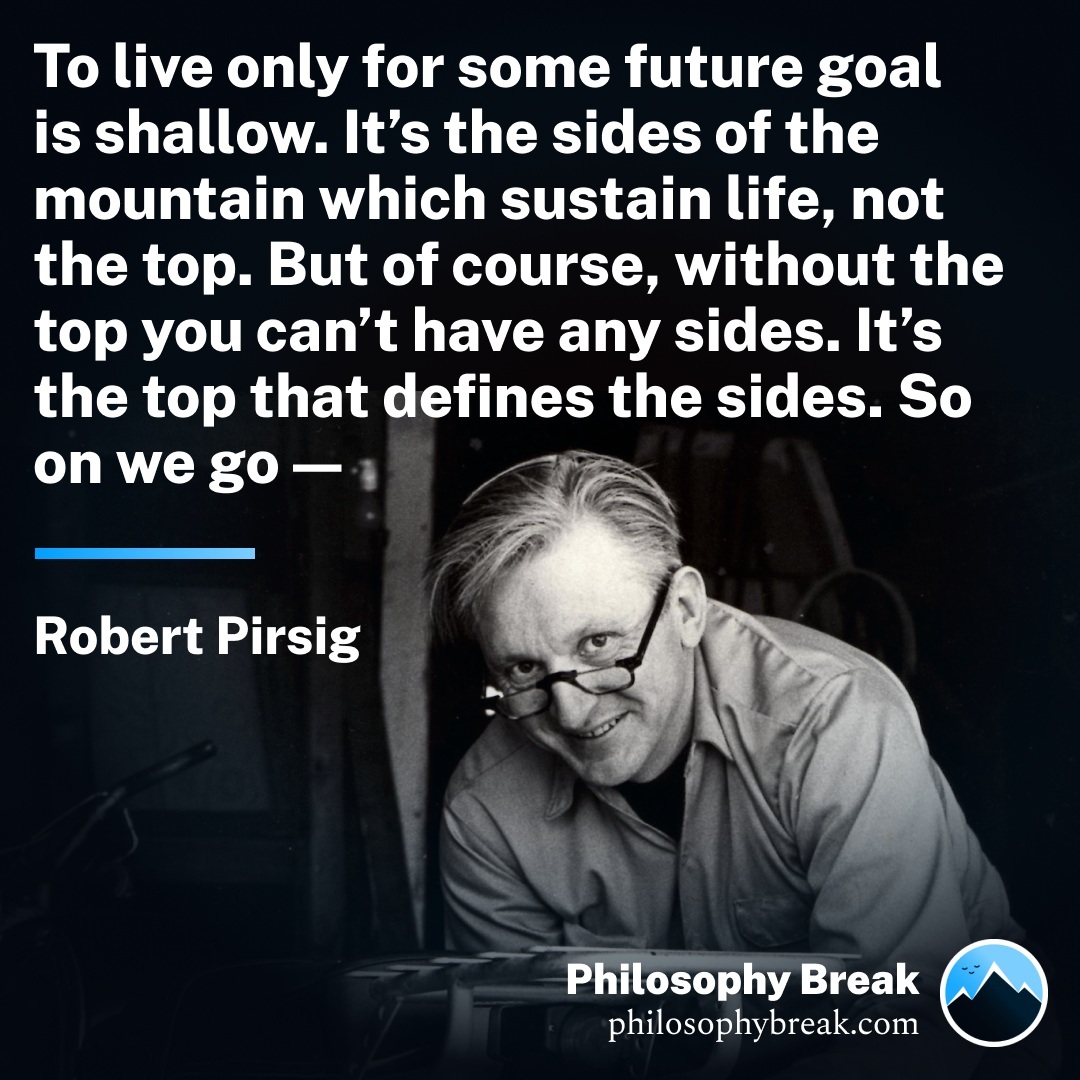 To live only for some future goal
is shallow. It’s the sides of the
mountain which sustain life, not
the top. But of course, without the
top you can’t have any sides. It’s
the top that defines the sides. So
on we go —
Robert Pirsig
Philosophy Break
philosophybreak.com